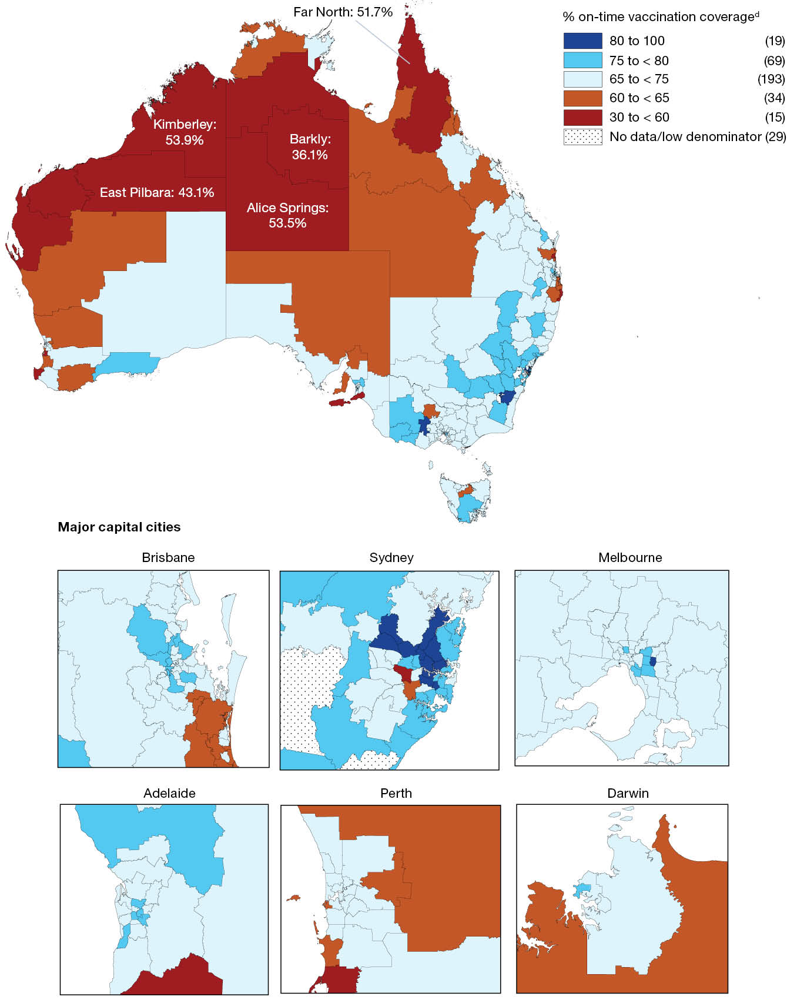 Far North: 51.7%
% on-time vaccination coverageᵈ
80 to 100 (19)
75 to < 80 (69)
65 to < 75 (193)
60 to < 65 (34)
30 to < 60 (15)
No data/low denominator (29)
Kimberley:
53.9%
Barkly:
36.1%
East Pilbara: 43.1%
Alice Springs:
53.5%
Major capital cities
Brisbane
Sydney
Melbourne
Adelaide
Perth
Darwin